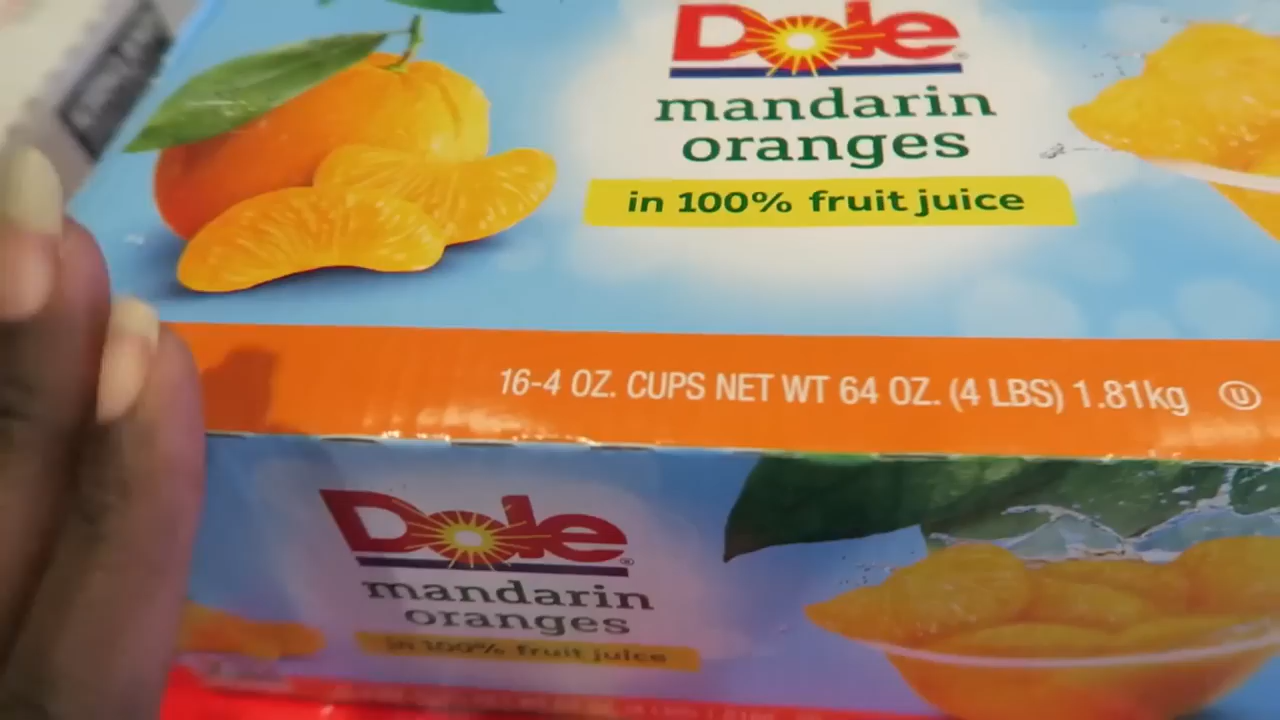 Dole
mandarin
oranges
in 100% fruit juice
16-4 OZ. CUPS NET WT 64 OZ. (4 LBS) 1.81kg U
Dole
mandarin
oranges
in 100% fruit juice